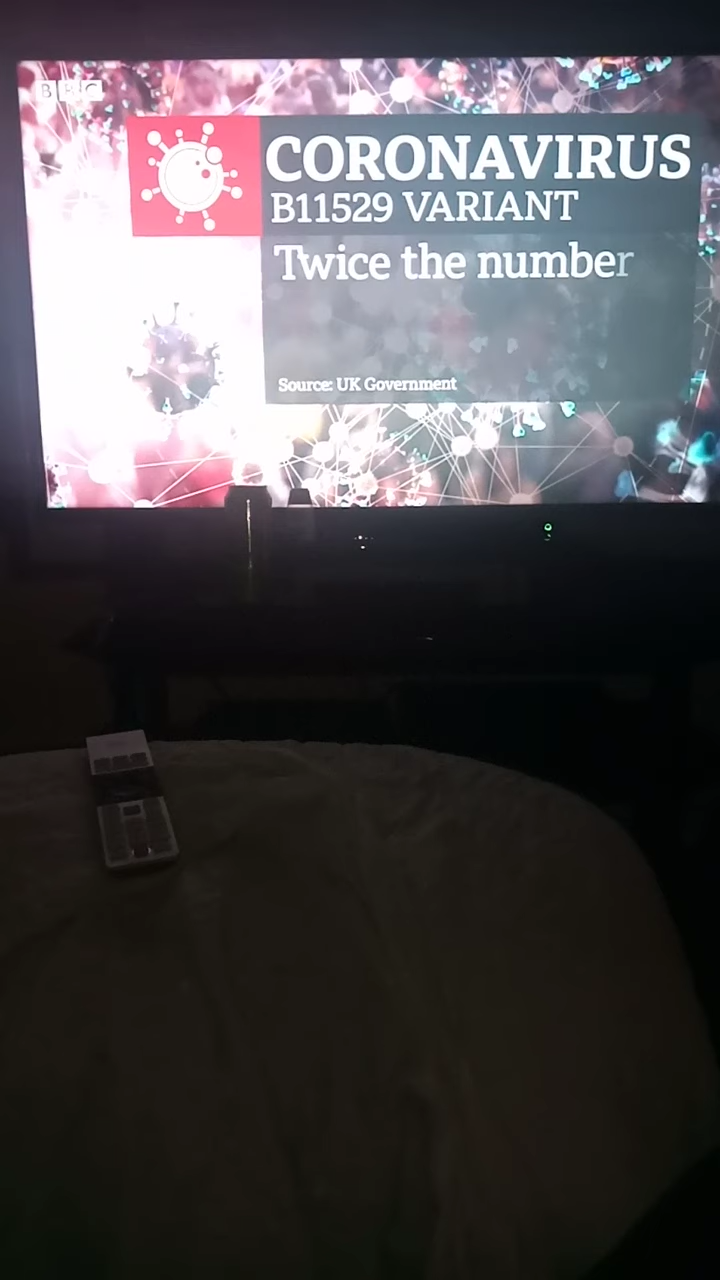 BBC
CORONAVIRUS
B11529 VARIANT
Twice the number
Source: UK Government